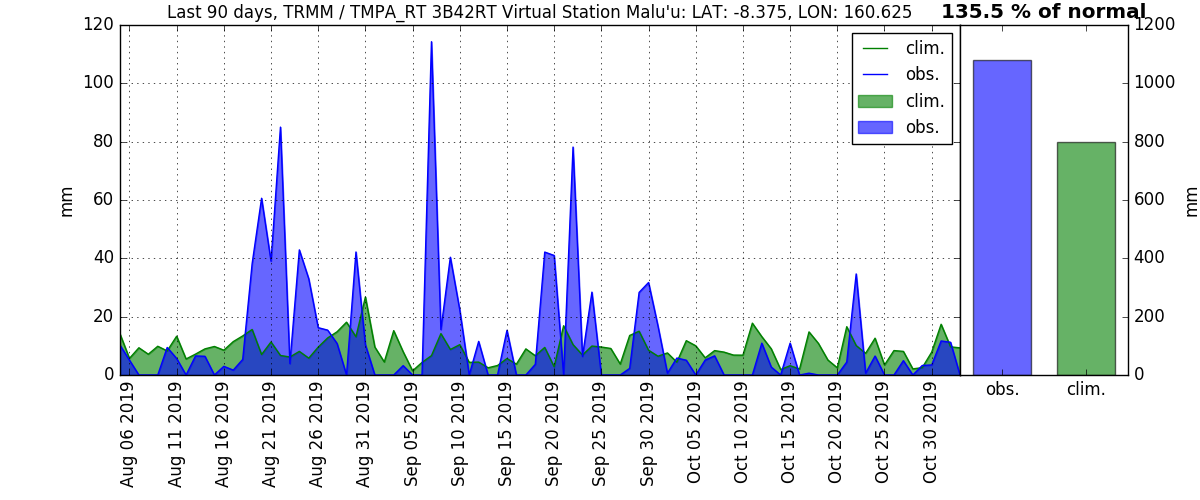 Last 90 days, TRMM / TMPA_RT 3B42RT Virtual Station Malu'u: LAT: -8.375, LON: 160.625
135.5 % of normal
120
100
80
60
40
20
0
mm
clim.
obs.
clim.
obs.
Aug 06 2019
Aug 11 2019
Aug 16 2019
Aug 21 2019
Aug 26 2019
Aug 31 2019
Sep 05 2019
Sep 10 2019
Sep 15 2019
Sep 20 2019
Sep 25 2019
Sep 30 2019
Oct 05 2019
Oct 10 2019
Oct 15 2019
Oct 20 2019
Oct 25 2019
Oct 30 2019
1200
1000
800
600
400
200
0
mm
obs.
clim.